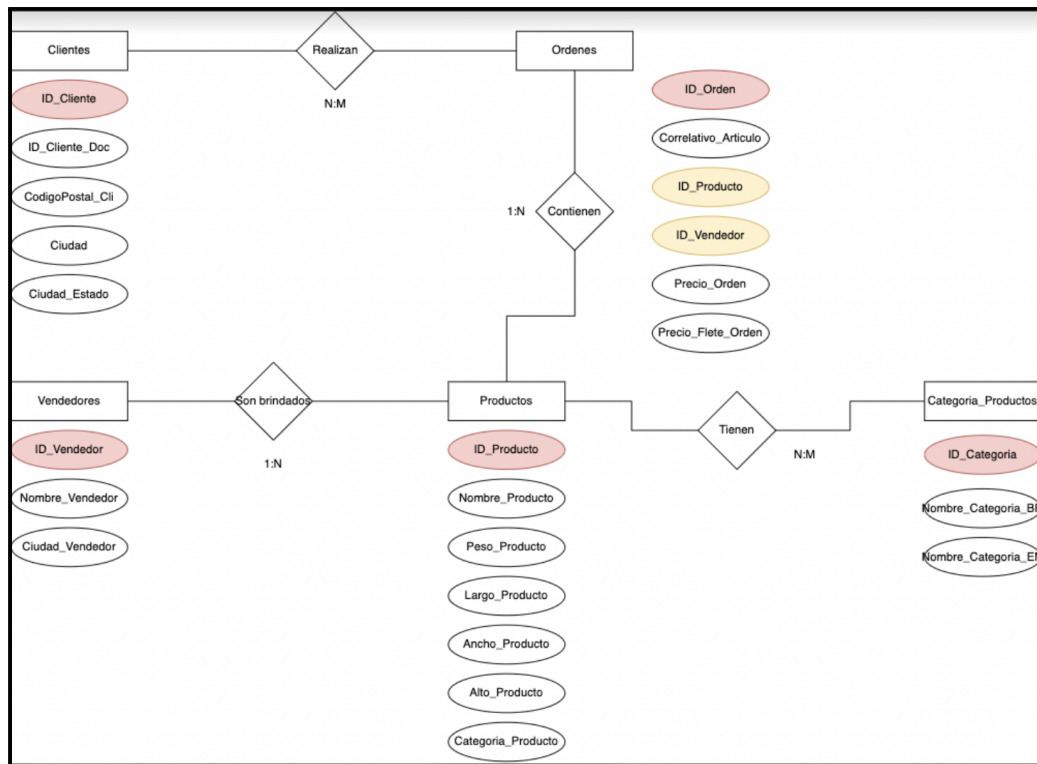 Clientes
Realizan
Ordenes
N:M
ID_Cliente
ID_Cliente_Doc
CodigoPostal_Cli
Ciudad
Ciudad_Estado
ID_Orden
Correlativo_Articulo
ID_Producto
ID_Vendedor
Precio_Orden
Precio_Flete_Orden
1:N
Contienen
Vendedores
Son brindados
Productos
Tienen
Categoria_Productos
1:N
N:M
ID_Vendedor
Nombre_Vendedor
Ciudad_Vendedor
ID_Producto
Nombre_Producto
Peso_Producto
Largo_Producto
Ancho_Producto
Alto_Producto
Categoria_Producto
ID_Categoria